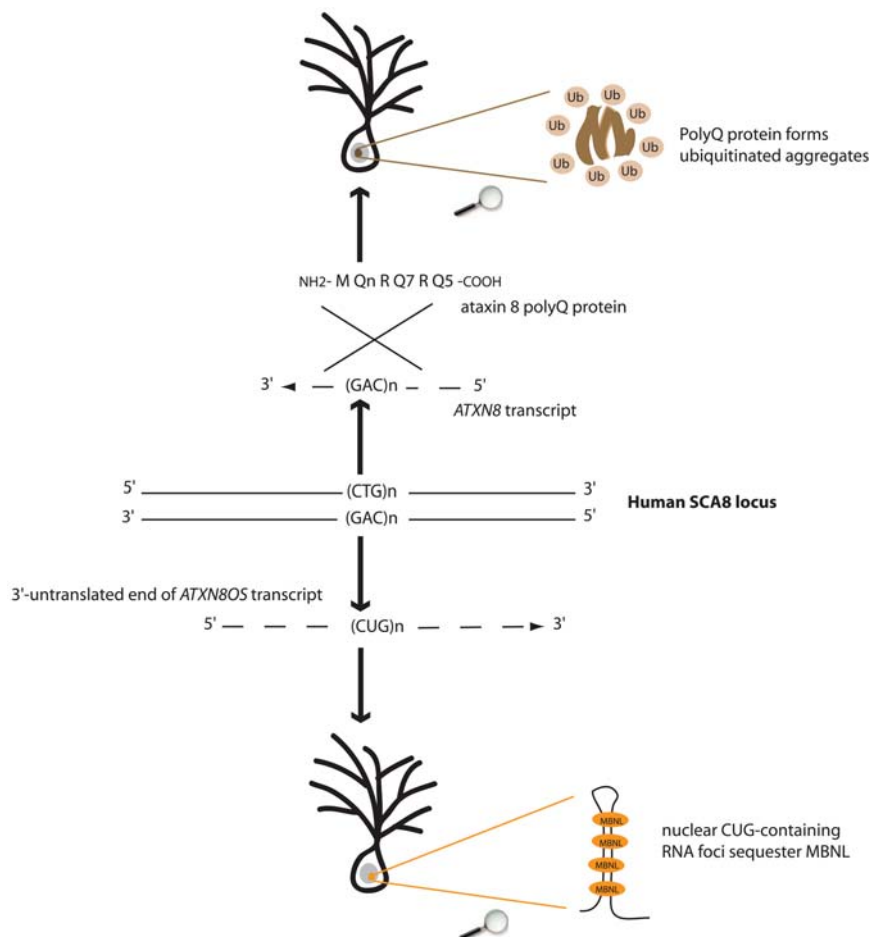 Ub
Ub
Ub
Ub
Ub
Ub
Ub
Ub
Ub
PolyQ protein forms
ubiquitinated aggregates
NH2- M Qn R Q7 R Q5 -COOH
ataxin 8 polyQ protein
3' (GAC)n 5'
ATXN8 transcript
5' (CTG)n 3'
Human SCA8 locus
3' (GAC)n 5'
3'-untranslated end of ATXN8OS transcript
5' (CUG)n 3'
MBNL
MBNL
MBNL
MBNL
nuclear CUG-containing
RNA foci sequester MBNL